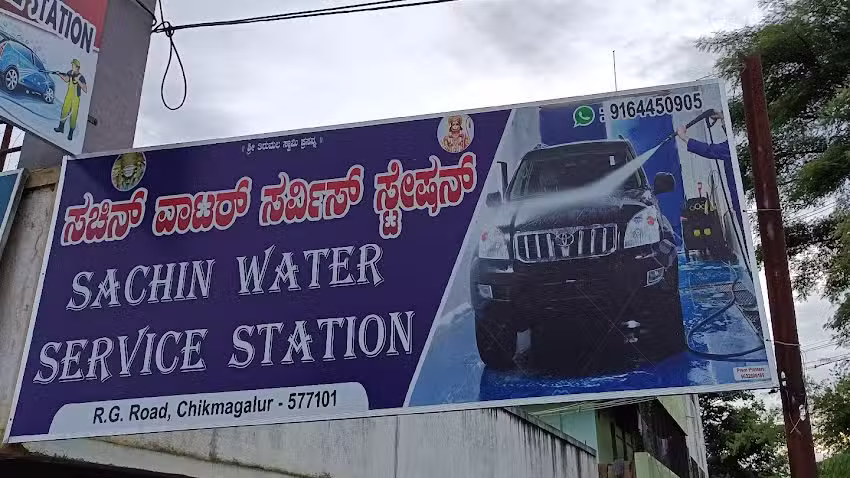 STATION
॥ ಶ್ರೀ ತಿರುಮಲ ಸ್ವಾಮಿ ಪ್ರಸನ್ನ ॥
: 9164450905
ಸಚಿನ್ ವಾಟರ್ ಸರ್ವಿಸ್ ಸ್ಟೇಷನ್
SACHIN WATER
SERVICE STATION
R.G. Road, Chikmagalur - 577101